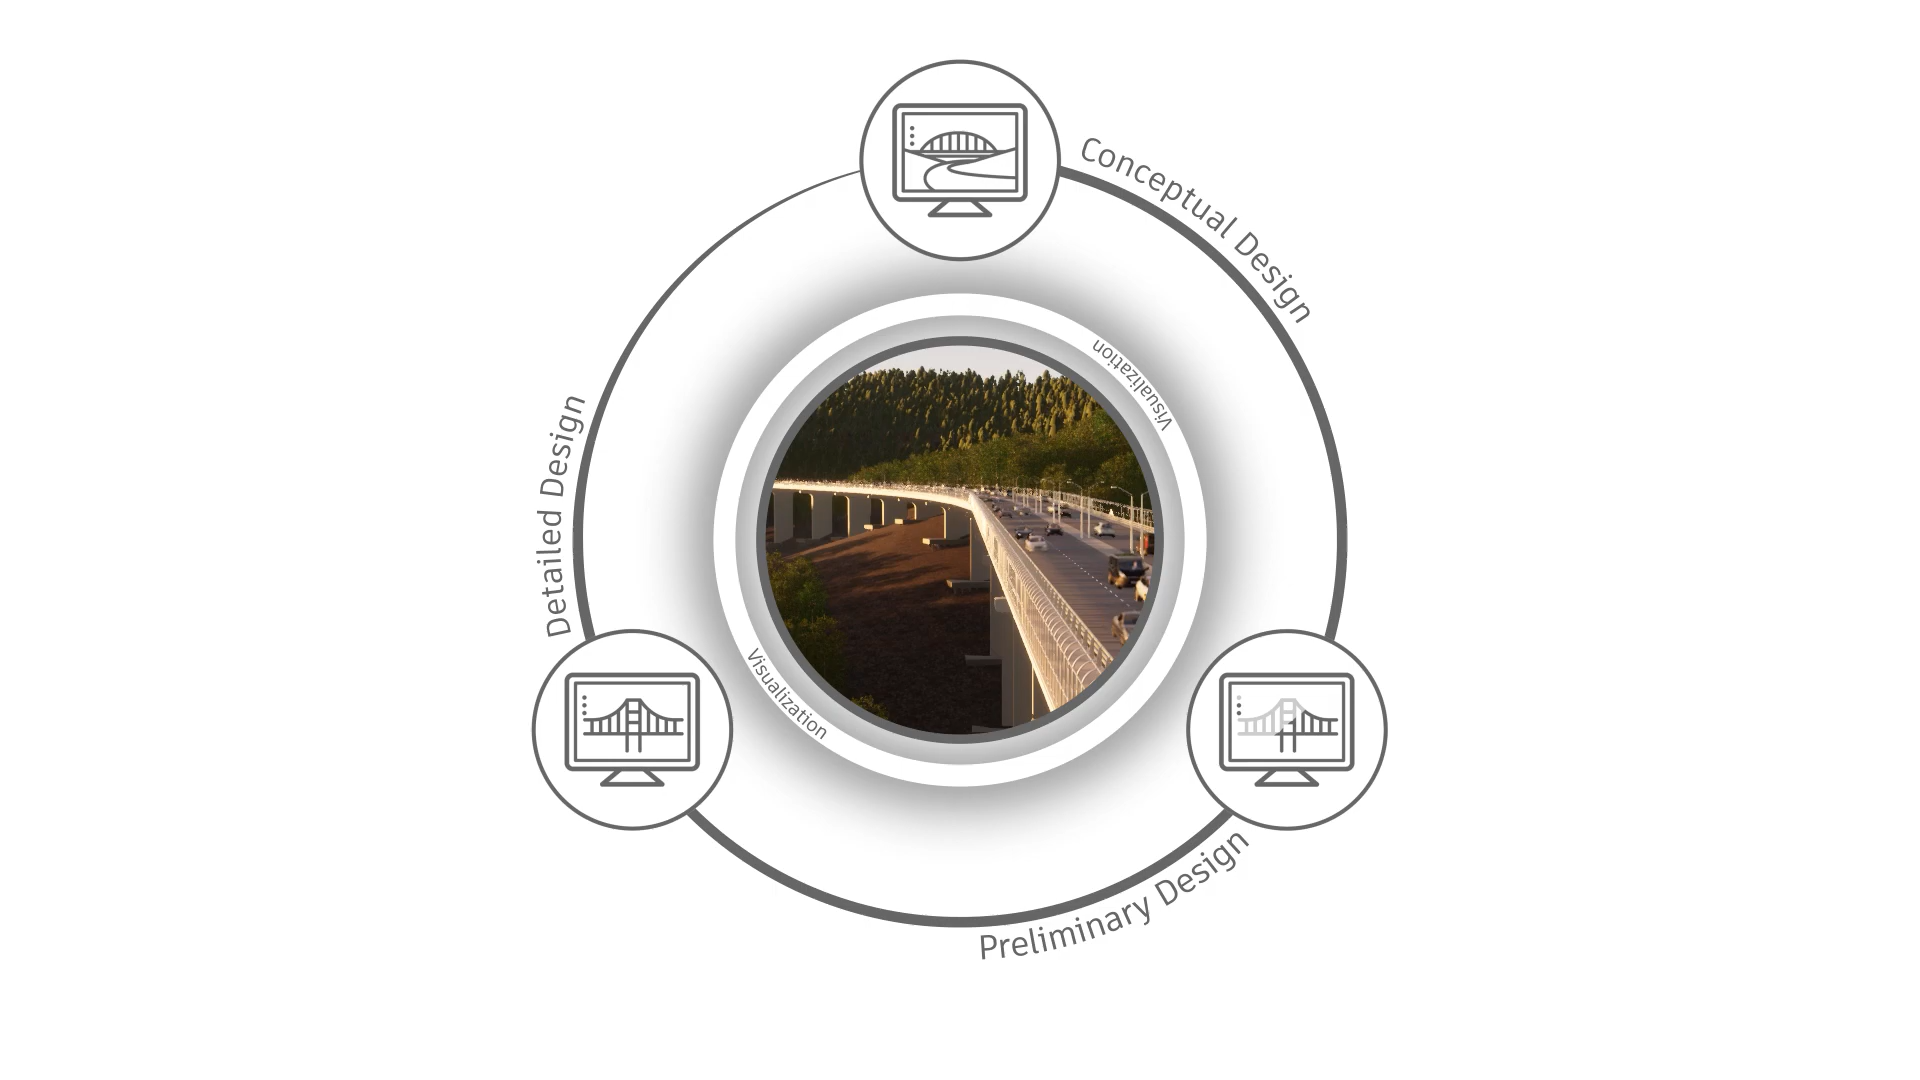 Conceptual Design
Visualization
Detailed Design
Visualization
Preliminary Design